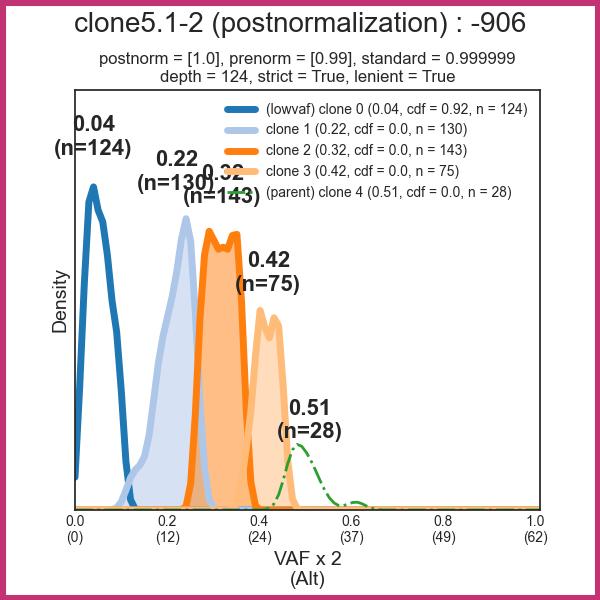 clone5.1-2 (postnormalization) : -906
postnorm = [1.0], prenorm = [0.99], standard = 0.999999
depth = 124, strict = True, lenient = True
(lowvaf) clone 0 (0.04, cdf = 0.92, n = 124)
clone 1 (0.22, cdf = 0.0, n = 130)
clone 2 (0.32, cdf = 0.0, n = 143)
clone 3 (0.42, cdf = 0.0, n = 75)
(parent) clone 4 (0.51, cdf = 0.0, n = 28)
0.04
(n=124)
0.22
(n=130)
0.32
(n=143)
0.42
(n=75)
0.51
(n=28)
Density
0.0 0.2 0.4 0.6 0.8 1.0
(0) (12) (24) (37) (49) (62)
VAF x 2
(Alt)